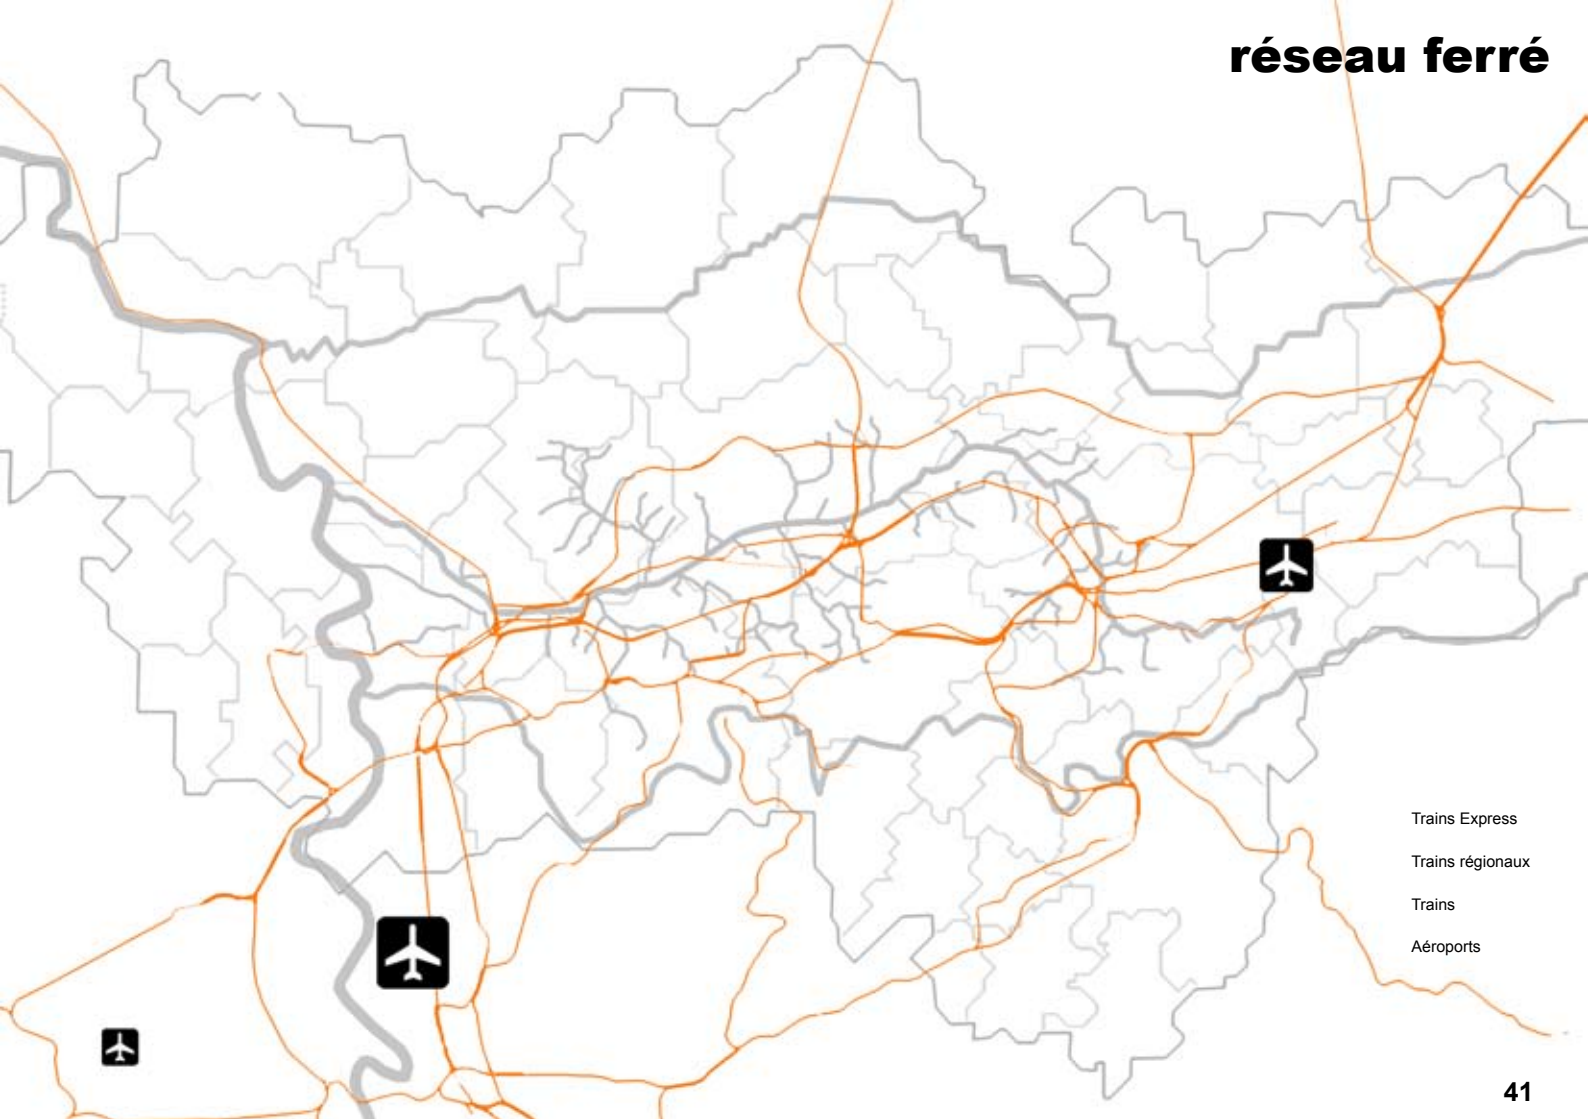 réseau ferré
Trains Express
Trains régionaux
Trains
Aéroports
41